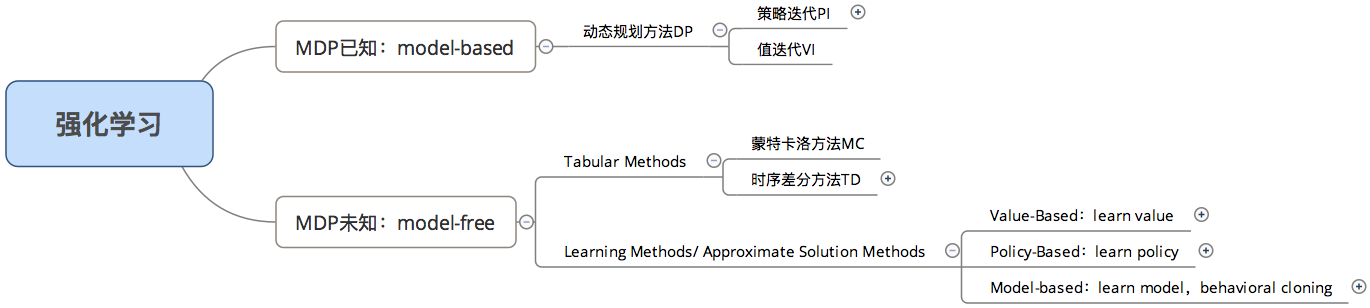 强化学习
MDP已知：model-based
动态规划方法DP
策略迭代PI
值迭代VI
MDP未知：model-free
Tabular Methods
蒙特卡洛方法MC
时序差分方法TD
Learning Methods/ Approximate Solution Methods
Value-Based：learn value
Policy-Based：learn policy
Model-based：learn model，behavioral cloning